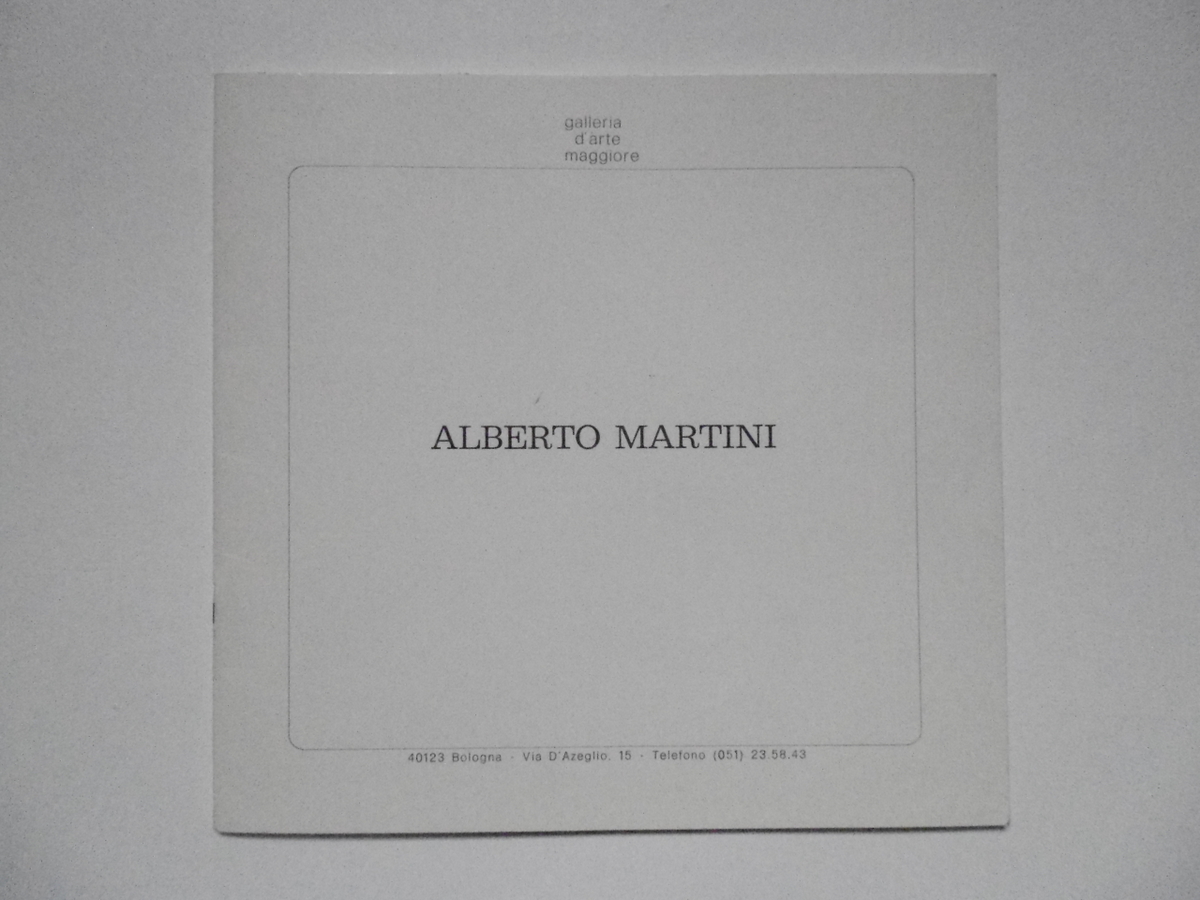 galleria
d'arte
maggiore
ALBERTO MARTINI
40123 Bologna - Via D'Azeglio, 15 - Telefono (051) 23.58.43